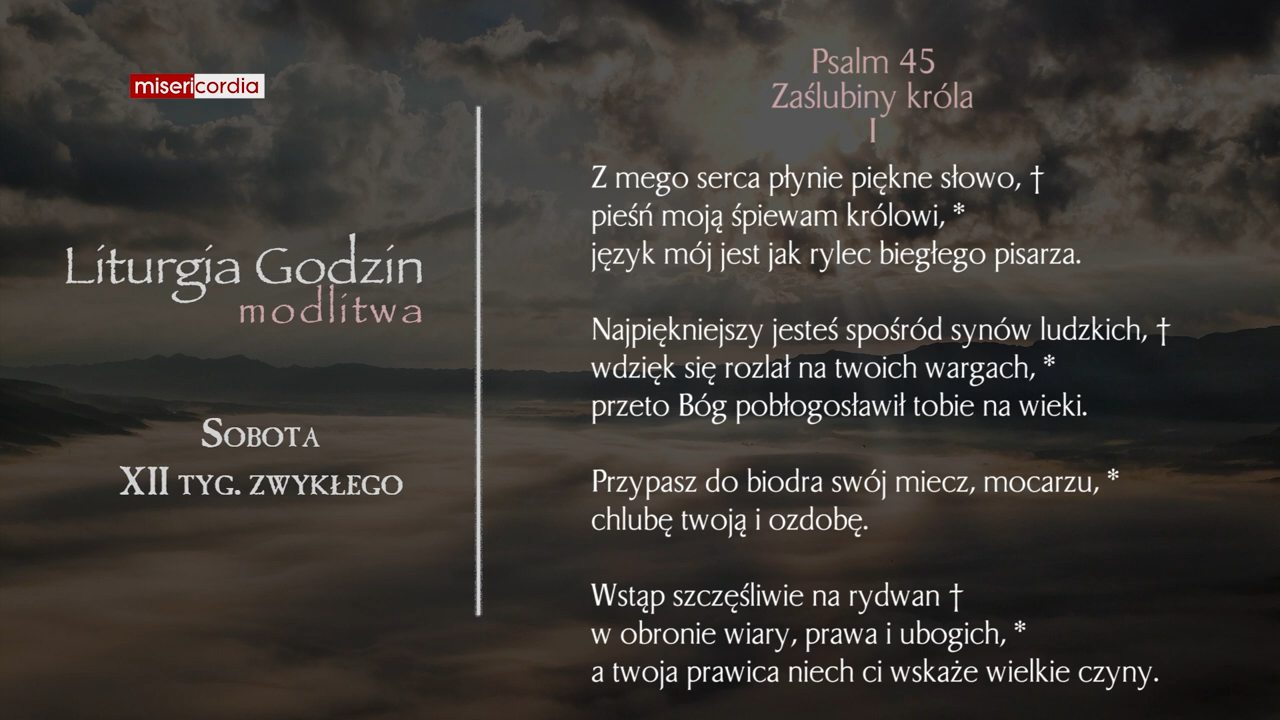 misericordia
Liturgia Godzin
modlitwa
Sobota
XII tyg. zwykłego
Psalm 45
Zaślubiny króla
I
Z mego serca płynie piękne słowo, †
pieśń moją śpiewam królowi, *
język mój jest jak rylec biegłego pisarza.
Najpiękniejszy jesteś spośród synów ludzkich, †
wdzięk się rozlał na twoich wargach, *
przeto Bóg pobłogosławił tobie na wieki.
Przypasz do biodra swój miecz, mocarzu, *
chlubę twoją i ozdobę.
Wstąp szczęśliwie na rydwan †
w obronie wiary, prawa i ubogich, *
a twoja prawica niech ci wskaże wielkie czyny.